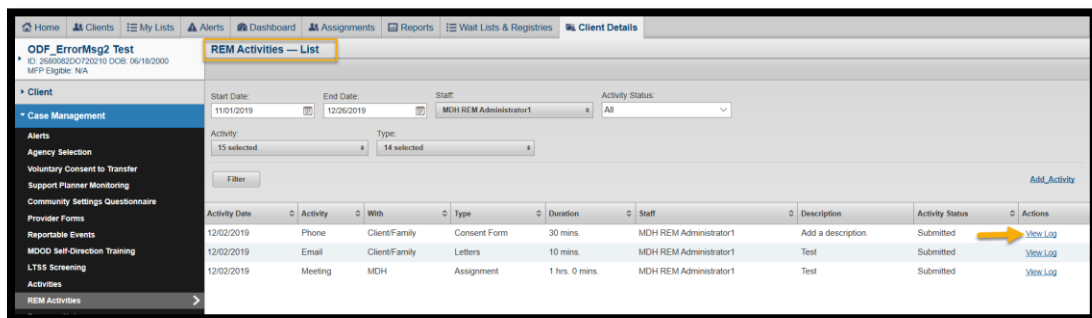 Home Clients My Lists Alerts Dashboard Assignments Reports Wait Lists & Registries Client Details
ODF_ErrorMsg2 Test
ID: 2680082DO720210 DOB: 06/18/2000
MFP Eligible: N/A
REM Activities — List
Client
Case Management
Alerts
Agency Selection
Voluntary Consent to Transfer
Support Planner Monitoring
Community Settings Questionnaire
Provider Forms
Reportable Events
MDOD Self-Direction Training
LTSS Screening
Activities
REM Activities
Start Date: End Date: Staff: Activity Status:
11/01/2019 12/26/2019 MDH REM Administrator1 All
Activity: Type:
15 selected 14 selected
Filter Add_Activity
Activity Date Activity With Type Duration Staff Description Activity Status Actions
12/02/2019 Phone Client/Family Consent Form 30 mins. MDH REM Administrator1 Add a description. Submitted View Log
12/02/2019 Email Client/Family Letters 10 mins. MDH REM Administrator1 Test Submitted View Log
12/02/2019 Meeting MDH Assignment 1 hrs. 0 mins. MDH REM Administrator1 Test Submitted View Log